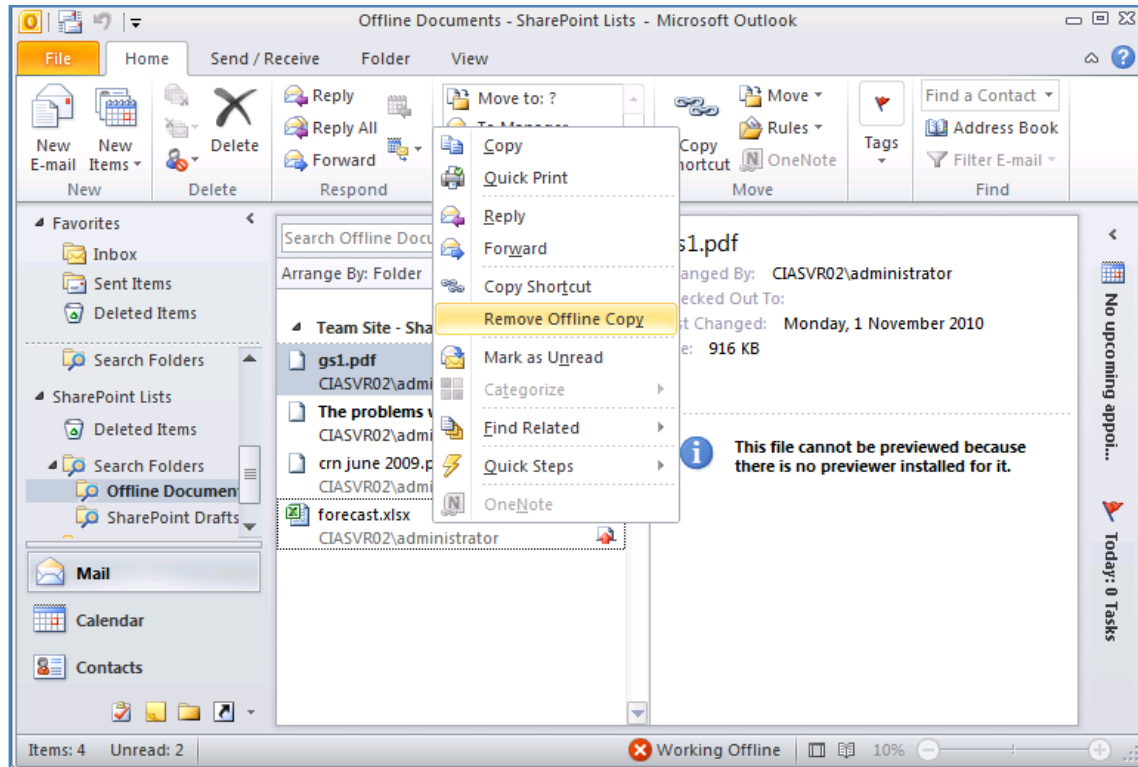 Offline Documents - SharePoint Lists - Microsoft Outlook
File Home Send / Receive Folder View
New E-mail
New Items
Delete
Reply
Reply All
Forward
Move to: ?
To Manager
Copy
Move
Rules
OneNote
Tags
Find a Contact
Address Book
Filter E-mail
New Delete Respond Move Find
Favorites
Inbox
Sent Items
Deleted Items
Search Folders
SharePoint Lists
Deleted Items
Search Folders
Offline Documen
SharePoint Drafts
Mail
Calendar
Contacts
Search Offline Docu
Arrange By: Folder
Team Site - Sha
gs1.pdf
CIASVR02\admi
The problems
CIASVR02\admi
crn june 2009.p
CIASVR02\admi
forecast.xlsx
CIASVR02\administrator
Copy
Quick Print
Reply
Forward
Copy Shortcut
Remove Offline Copy
Mark as Unread
Categorize
Find Related
Quick Steps
OneNote
s1.pdf
anged By: CIASVR02\administrator
ecked Out To:
st Changed: Monday, 1 November 2010
e: 916 KB
This file cannot be previewed because
there is no previewer installed for it.
No upcoming appoi...
Today: 0 Tasks
Items: 4 Unread: 2
Working Offline
10%